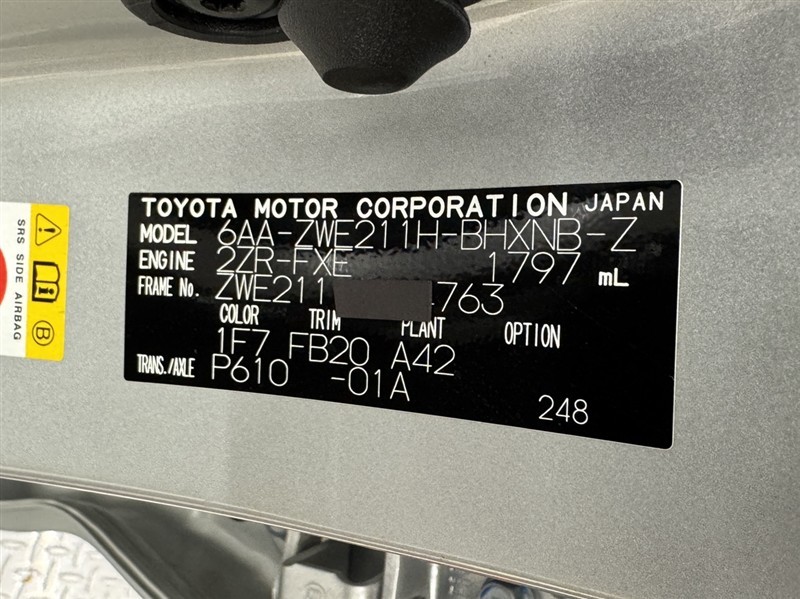 TOYOTA MOTOR CORPORATION JAPAN
MODEL 6AA-ZWE211H-BHXNB-Z
ENGINE 2ZR-FXE 1797 mL
FRAME No. ZWE211 763
COLOR TRIM PLANT OPTION
1F7 FB20 A42
TRANS./AXLE P610 -01A
248
SRS SIDE AIRBAG
B